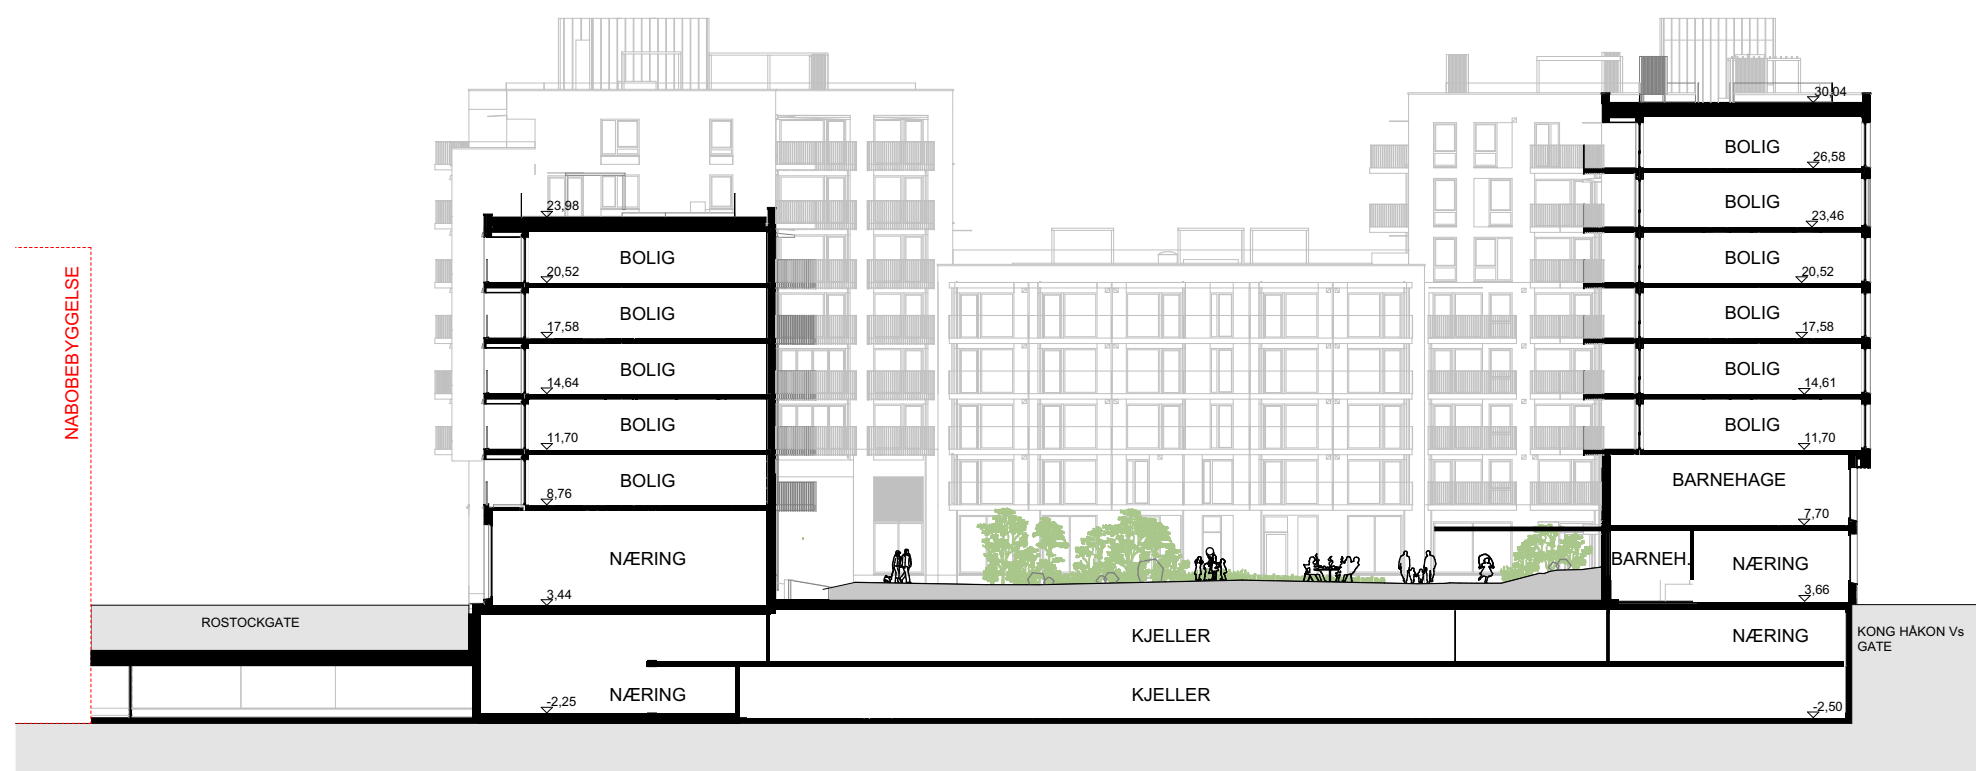 NABOBEBYGGELSE
ROSTOCKGATE
23,98
BOLIG
20,52
BOLIG
17,58
BOLIG
14,64
BOLIG
11,70
BOLIG
8,76
NÆRING
3,44
NÆRING
-2,25
KJELLER
KJELLER
30,04
BOLIG
26,58
BOLIG
23,46
BOLIG
20,52
BOLIG
17,58
BOLIG
14,61
BOLIG
11,70
BARNEHAGE
7,70
BARNEH.
NÆRING
3,66
NÆRING
-2,50
KONG HÅKON Vs
GATE